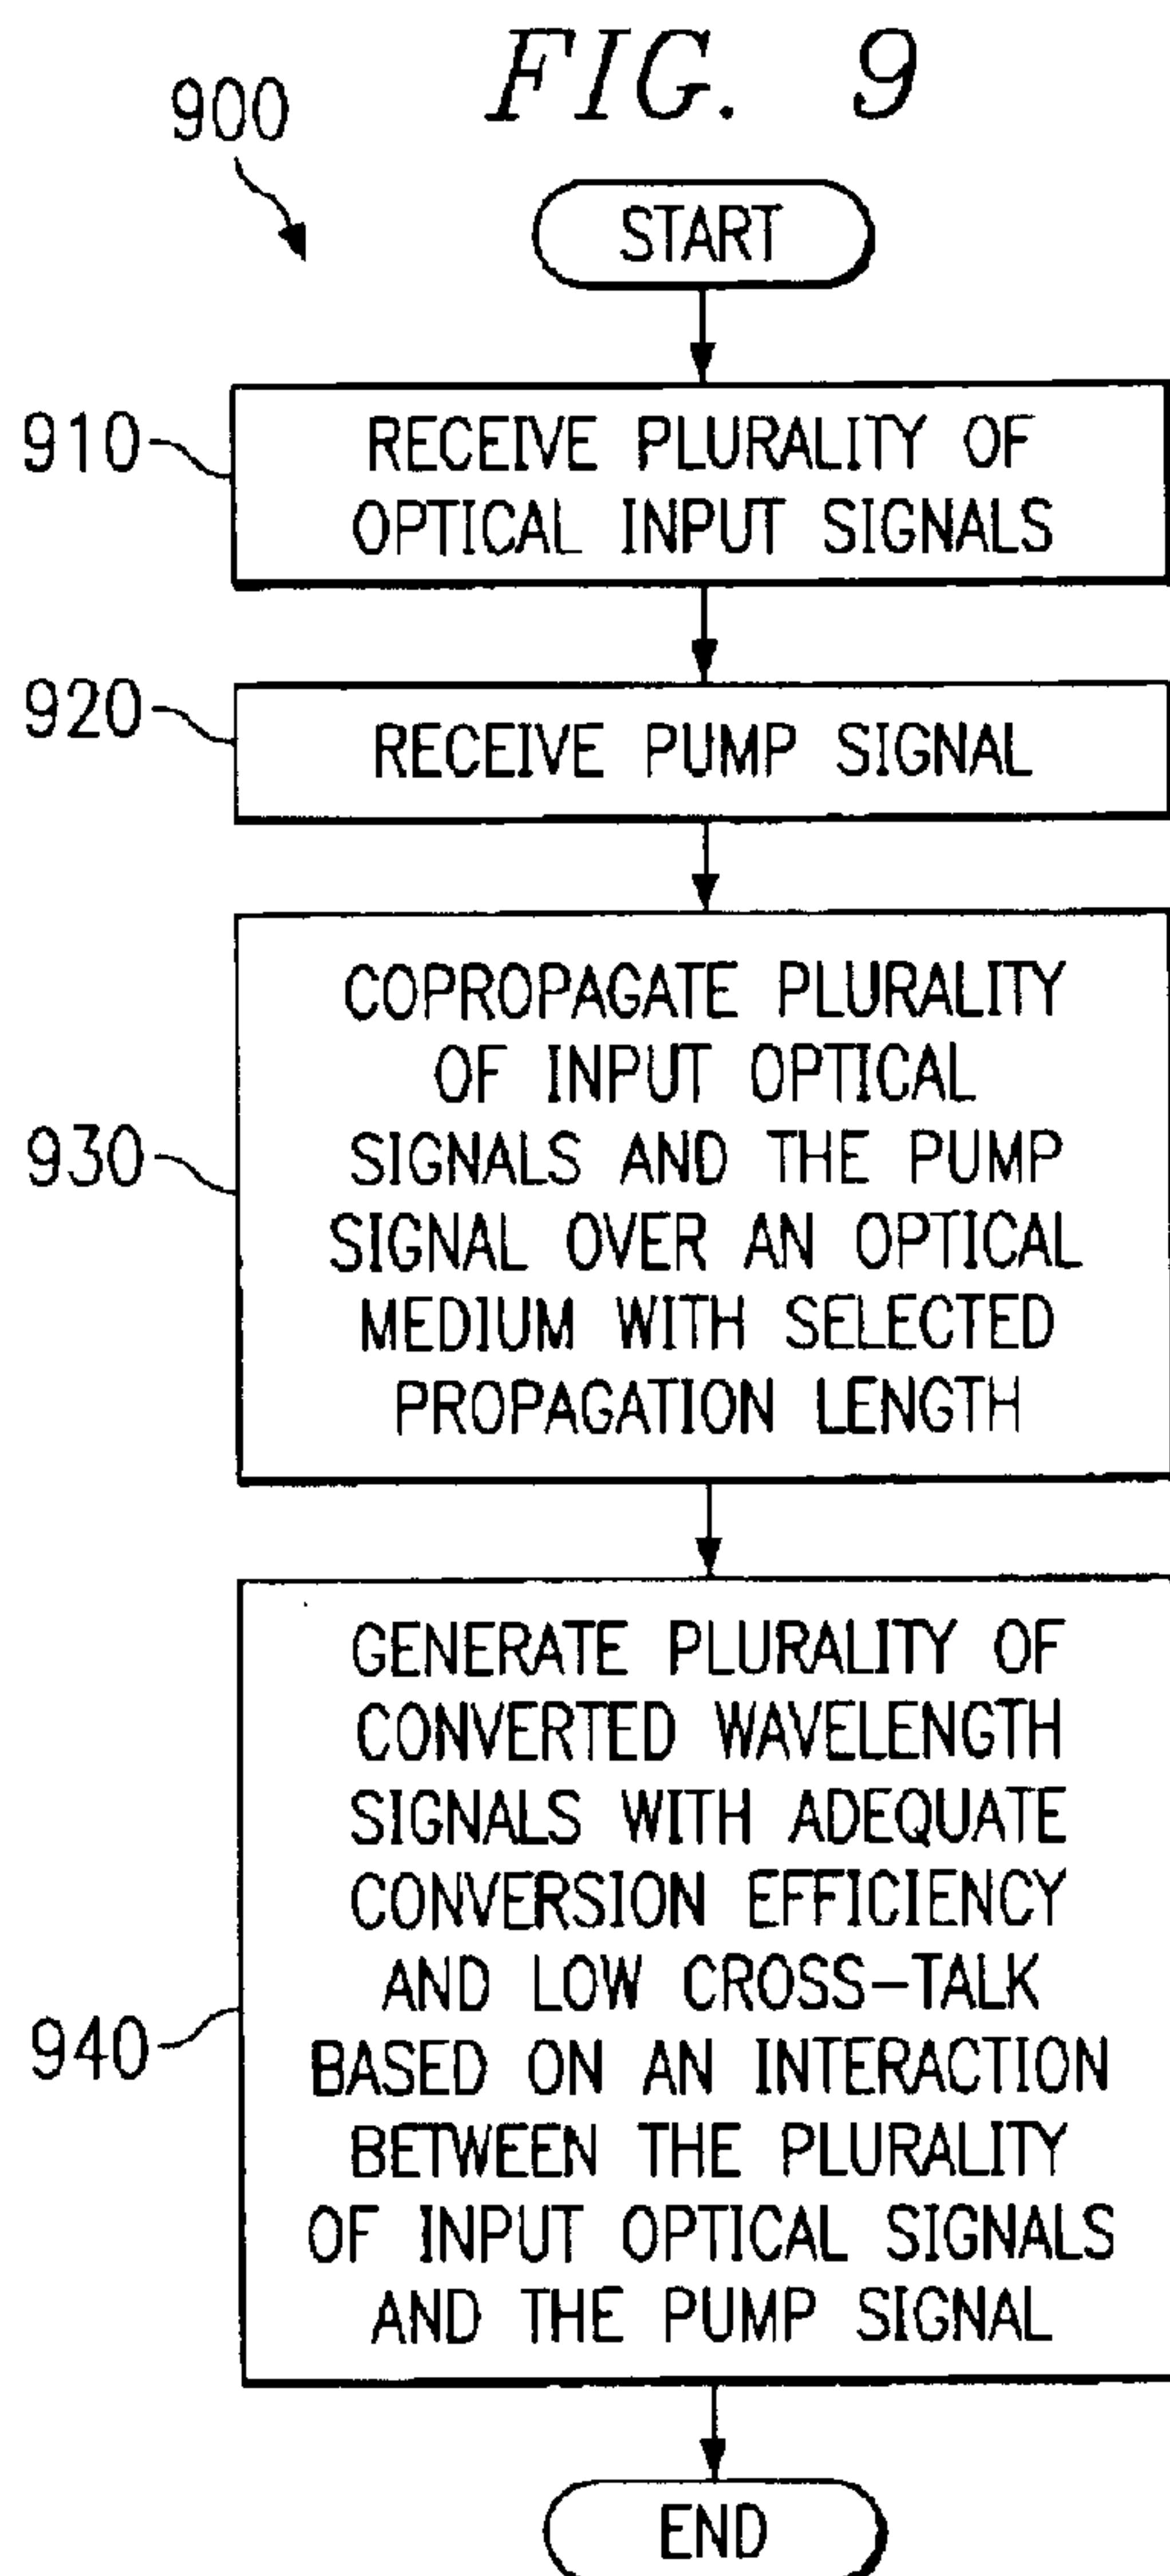 FIG. 9
900
START
910
RECEIVE PLURALITY OF
OPTICAL INPUT SIGNALS
920
RECEIVE PUMP SIGNAL
930
COPROPAGATE PLURALITY
OF INPUT OPTICAL
SIGNALS AND THE PUMP
SIGNAL OVER AN OPTICAL
MEDIUM WITH SELECTED
PROPAGATION LENGTH
940
GENERATE PLURALITY OF
CONVERTED WAVELENGTH
SIGNALS WITH ADEQUATE
CONVERSION EFFICIENCY
AND LOW CROSS-TALK
BASED ON AN INTERACTION
BETWEEN THE PLURALITY
OF INPUT OPTICAL SIGNALS
AND THE PUMP SIGNAL
END